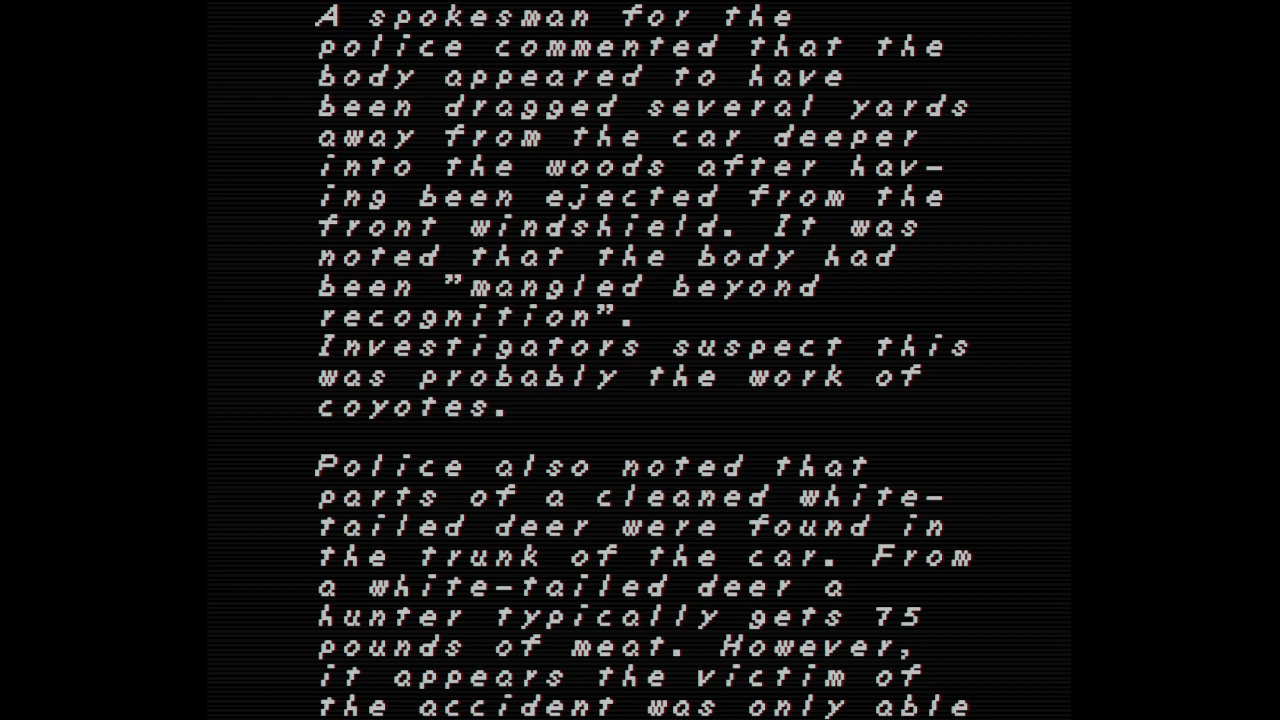 A spokesman for the
police commented that the
body appeared to have
been dragged several yards
away from the car deeper
into the woods after hav-
ing been ejected from the
front windshield. It was
noted that the body had
been "mangled beyond
recognition".
Investigators suspect this
was probably the work of
coyotes.

Police also noted that
parts of a cleaned white-
tailed deer were found in
the trunk of the car. From
a white-tailed deer a
hunter typically gets 75
pounds of meat. However,
it appears the victim of
the accident was only able